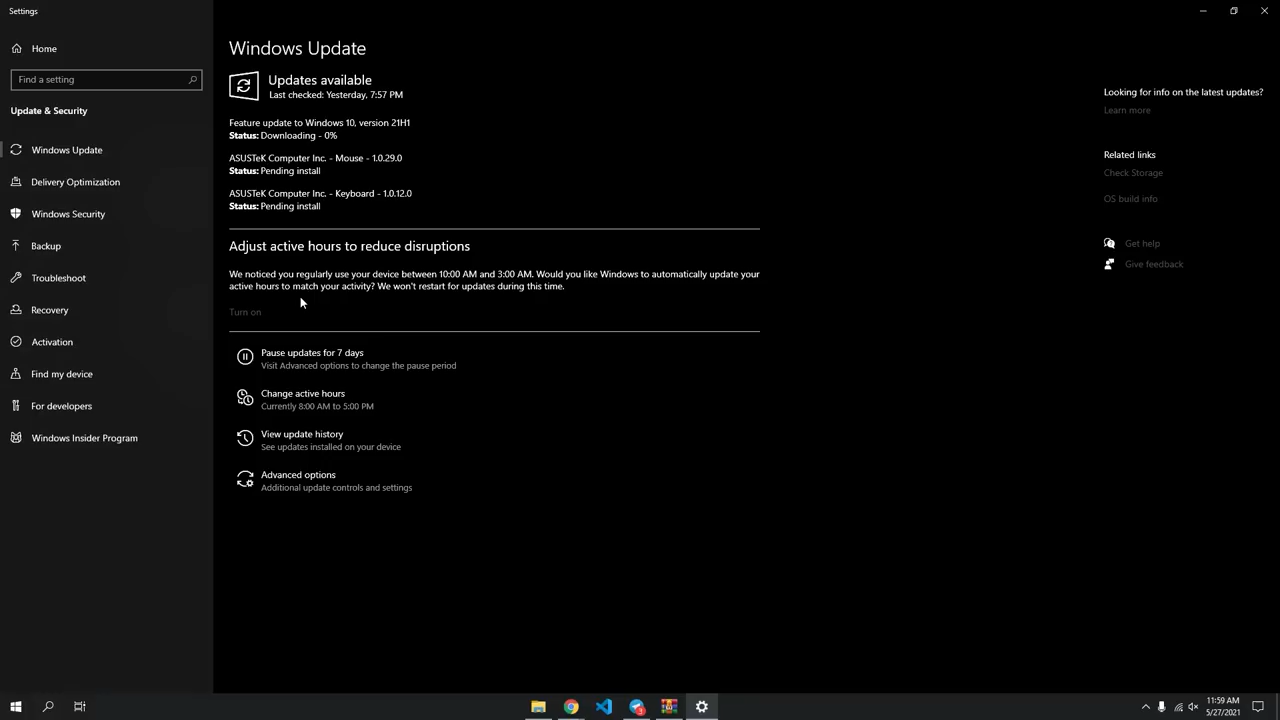 Settings
Home
Find a setting
Update & Security
Windows Update
Delivery Optimization
Windows Security
Backup
Troubleshoot
Recovery
Activation
Find my device
For developers
Windows Insider Program
Windows Update
Updates available
Last checked: Yesterday, 7:57 PM
Feature update to Windows 10, version 21H1
Status: Downloading - 0%
ASUSTeK Computer Inc. - Mouse - 1.0.29.0
Status: Pending install
ASUSTeK Computer Inc. - Keyboard - 1.0.12.0
Status: Pending install
Adjust active hours to reduce disruptions
We noticed you regularly use your device between 10:00 AM and 3:00 AM. Would you like Windows to automatically update your
active hours to match your activity? We won't restart for updates during this time.
Turn on
Pause updates for 7 days
Visit Advanced options to change the pause period
Change active hours
Currently 8:00 AM to 5:00 PM
View update history
See updates installed on your device
Advanced options
Additional update controls and settings
Looking for info on the latest updates?
Learn more
Related links
Check Storage
OS build info
Get help
Give feedback
3
11:59 AM
5/27/2021